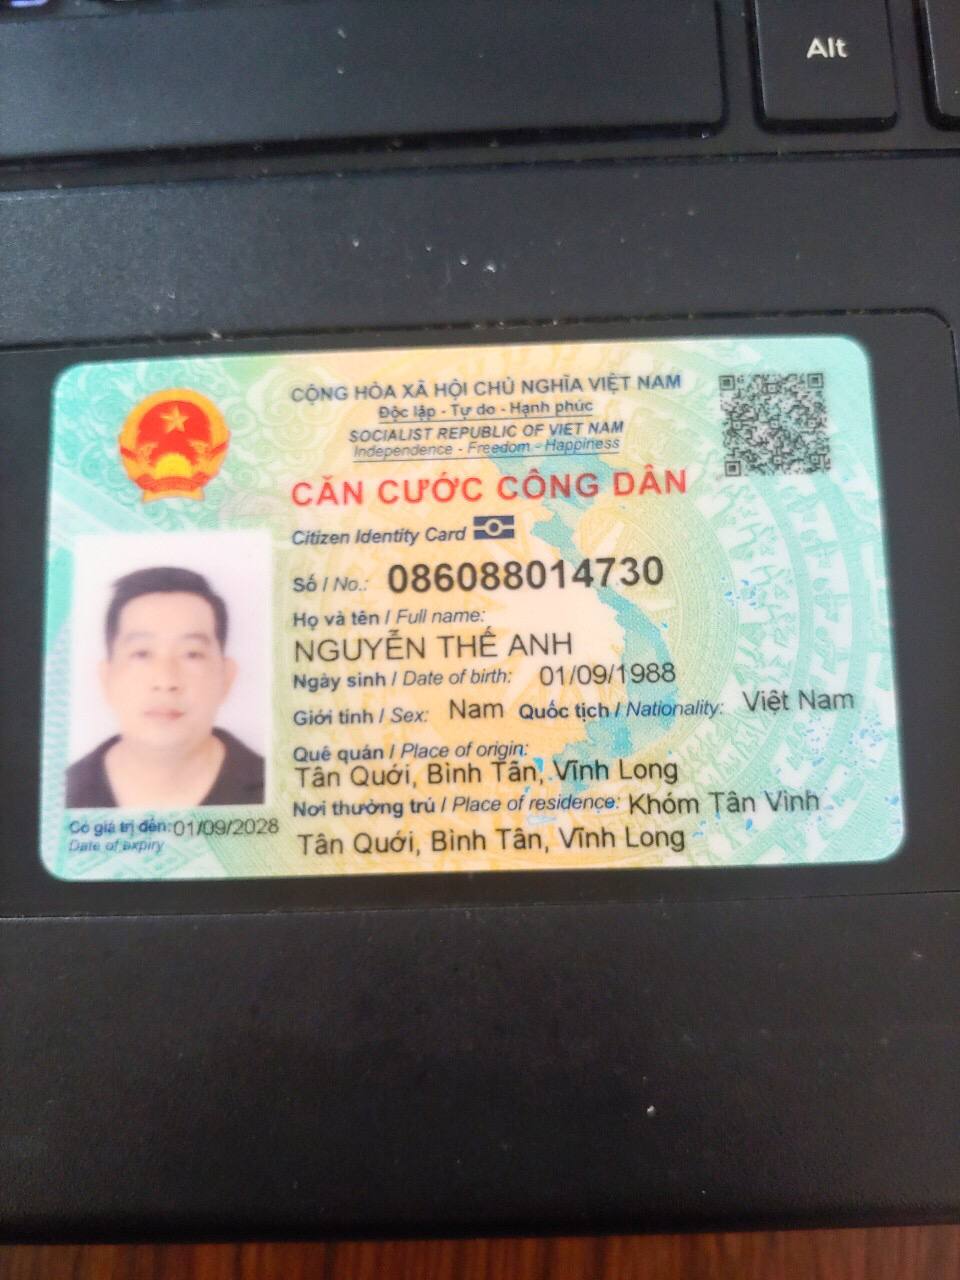 Alt
CỘNG HÒA XÃ HỘI CHỦ NGHĨA VIỆT NAM
Độc lập - Tự do - Hạnh phúc
SOCIALIST REPUBLIC OF VIET NAM
Independence - Freedom - Happiness
CĂN CƯỚC CÔNG DÂN
Citizen Identity Card
Số / No.: 086088014730
Họ và tên / Full name:
NGUYỄN THẾ ANH
Ngày sinh / Date of birth: 01/09/1988
Giới tính / Sex: Nam Quốc tịch / Nationality: Việt Nam
Quê quán / Place of origin:
Tân Quới, Bình Tân, Vĩnh Long
Nơi thường trú / Place of residence: Khóm Tân Vinh
Tân Quới, Bình Tân, Vĩnh Long
Có giá trị đến: 01/09/2028
Date of expiry